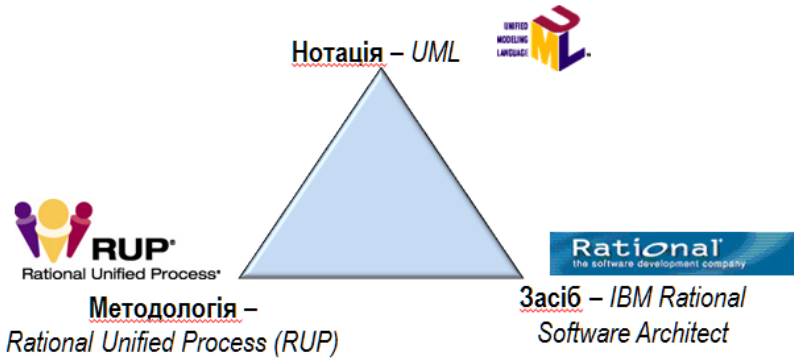 UNIFIED
MODELING
LANGUAGE
UML
Нотація – UML
RUP
Rational Unified Process
Методологія –
Rational Unified Process (RUP)
Rational
the software development company
Засіб – IBM Rational
Software Architect